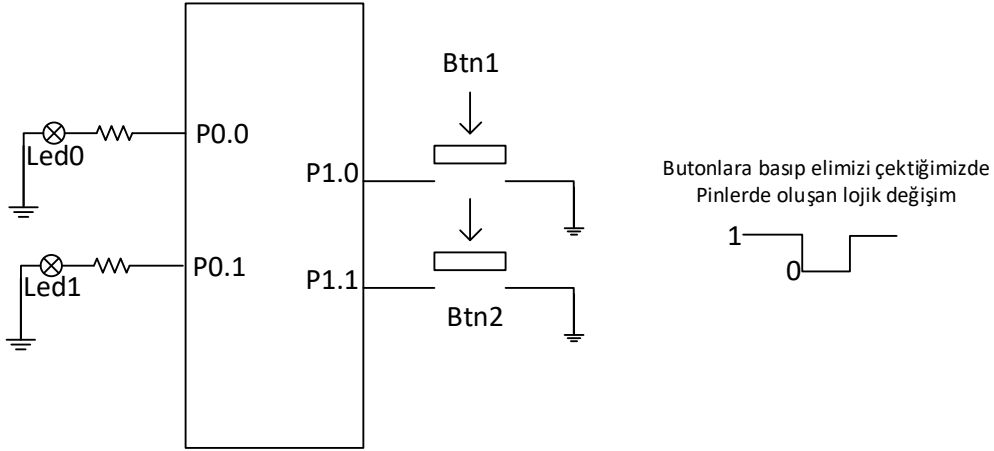 Btn1
P0.0
Led0
P1.0
Butonlara basıp elimizi çektiğimizde
Pinlerde oluşan lojik değişim
1
0
P0.1
Led1
P1.1
Btn2